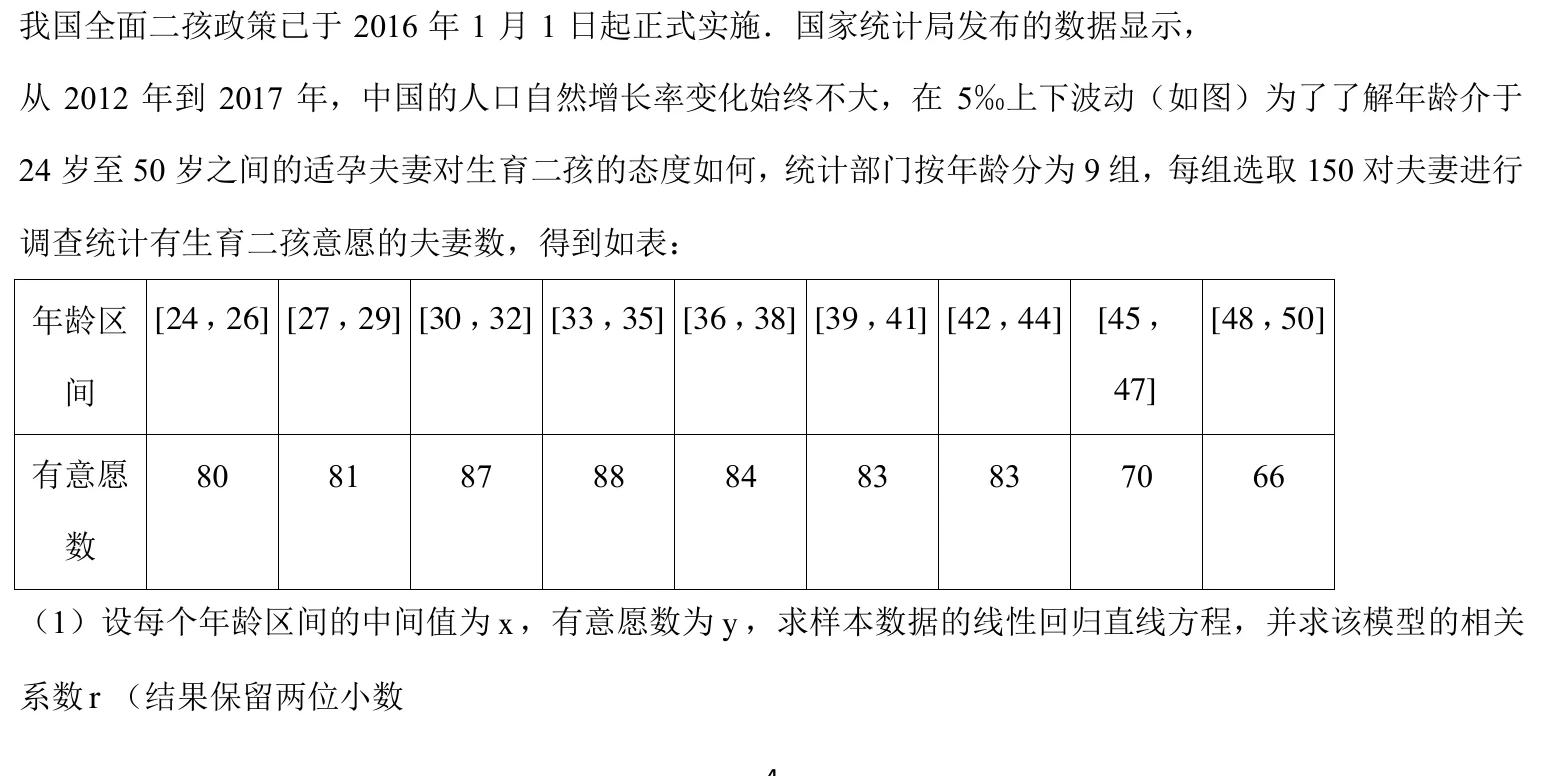 我国全面二孩政策已于 2016 年 1 月 1 日起正式实施．国家统计局发布的数据显示，
从 2012 年到 2017 年，中国的人口自然增长率变化始终不大，在 5‰上下波动（如图）为了了解年龄介于
24 岁至 50 岁之间的适孕夫妻对生育二孩的态度如何，统计部门按年龄分为 9 组，每组选取 150 对夫妻进行
调查统计有生育二孩意愿的夫妻数，得到如表：
年龄区间 [24，26] [27，29] [30，32] [33，35] [36，38] [39，41] [42，44] [45，47] [48，50]
有意愿数 80 81 87 88 84 83 83 70 66
（1）设每个年龄区间的中间值为 x，有意愿数为 y，求样本数据的线性回归直线方程，并求该模型的相关
系数 r （结果保留两位小数